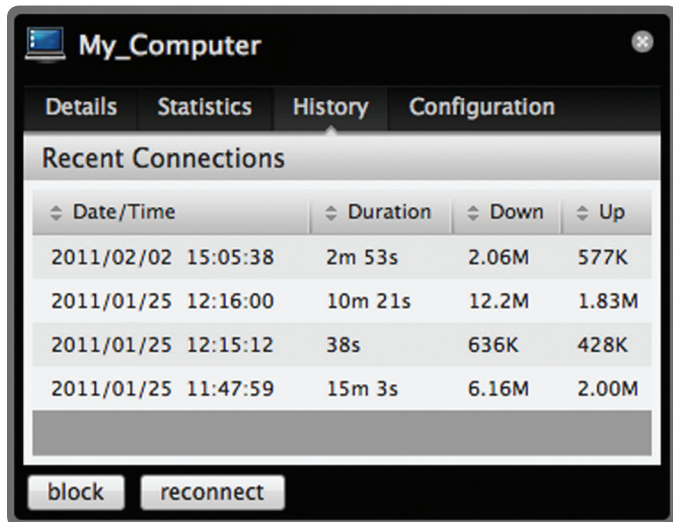 My_Computer
Details Statistics History Configuration
Recent Connections
Date/Time Duration Down Up
2011/02/02 15:05:38 2m 53s 2.06M 577K
2011/01/25 12:16:00 10m 21s 12.2M 1.83M
2011/01/25 12:15:12 38s 636K 428K
2011/01/25 11:47:59 15m 3s 6.16M 2.00M
block reconnect